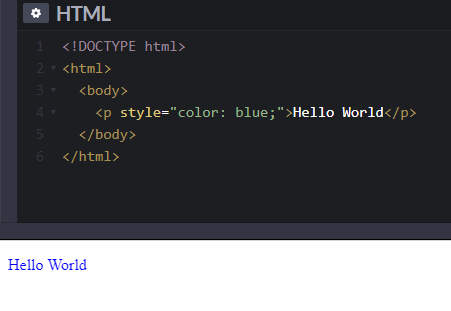 HTML
1 <!DOCTYPE html>
2 <html>
3 <body>
4 <p style="color: blue;">Hello World</p>
5 </body>
6 </html>
Hello World